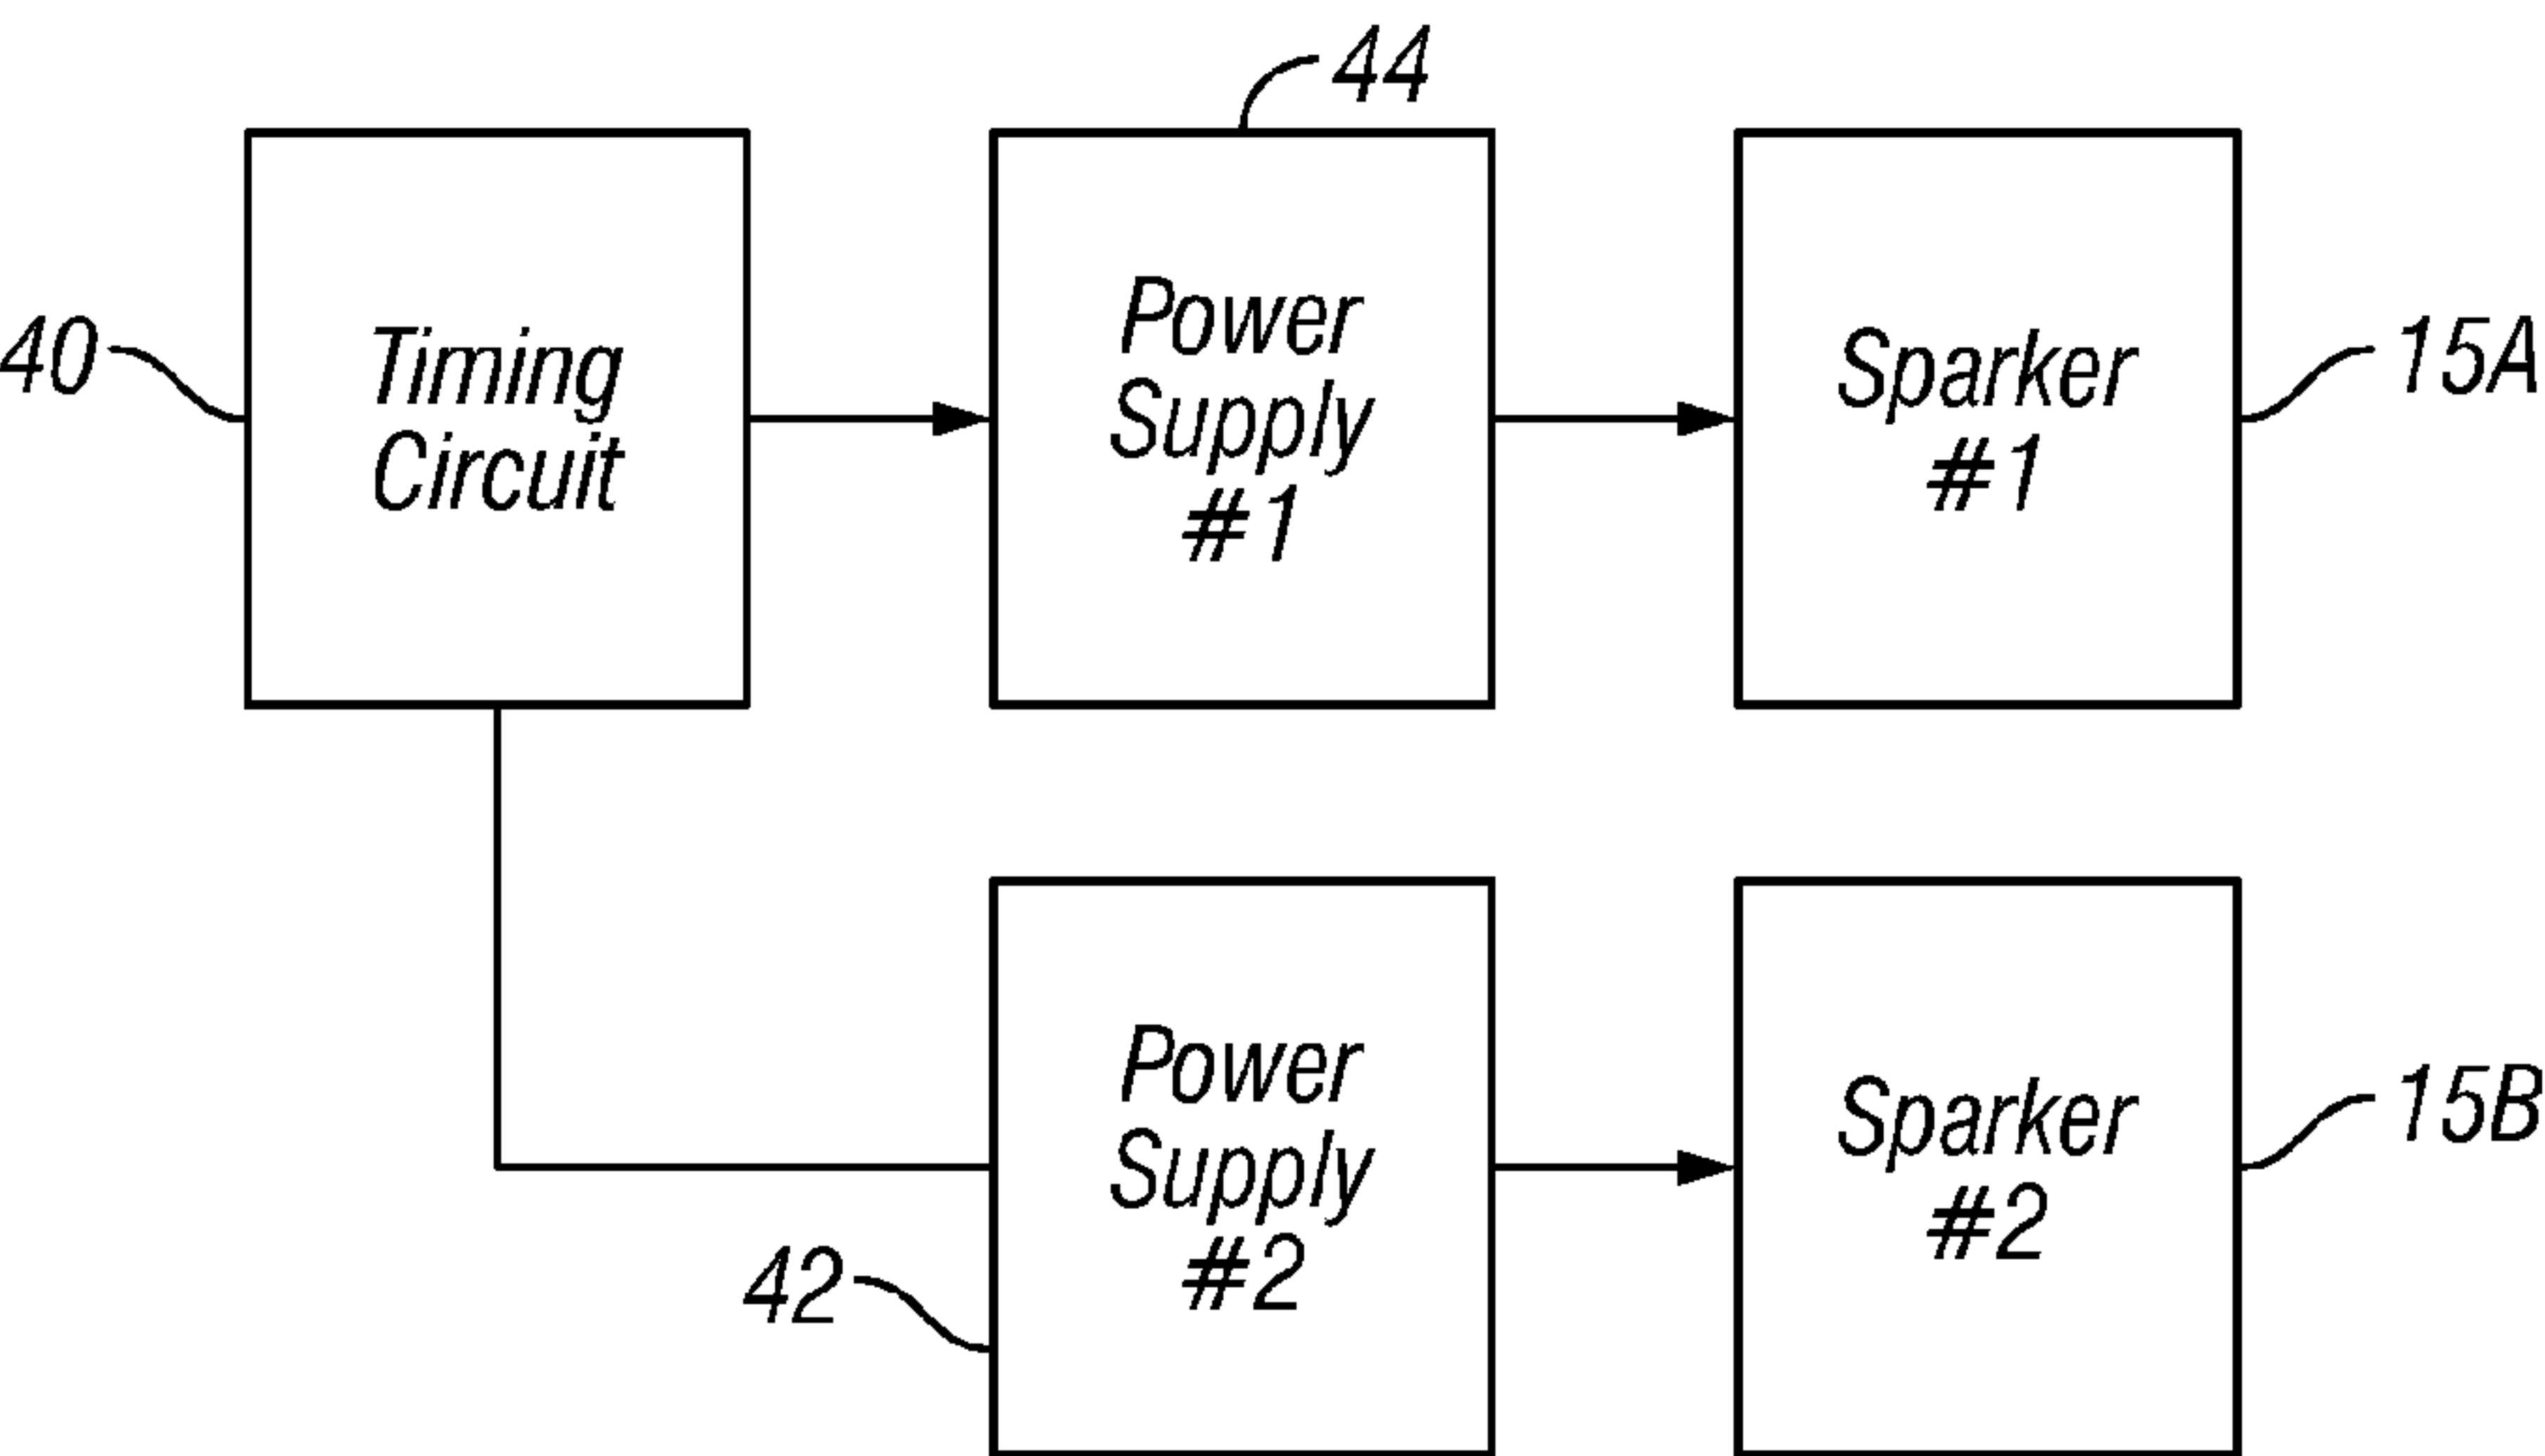 44
40
Timing
Circuit
Power
Supply
#1
Sparker
#1
15A
Power
Supply
#2
42
Sparker
#2
15B